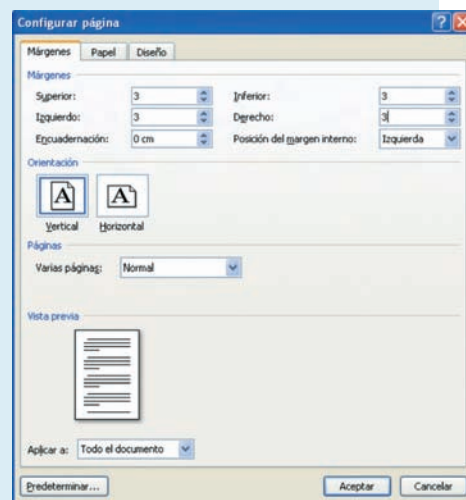 Configurar página
Márgenes Papel Diseño
Márgenes
Superior: 3 Inferior: 3
Izquierdo: 3 Derecho: 3
Encuadernación: 0 cm Posición del margen interno: Izquierda
Orientación
A A
Vertical Horizontal
Páginas
Varias páginas: Normal
Vista previa
Aplicar a: Todo el documento
Predeterminar... Aceptar Cancelar